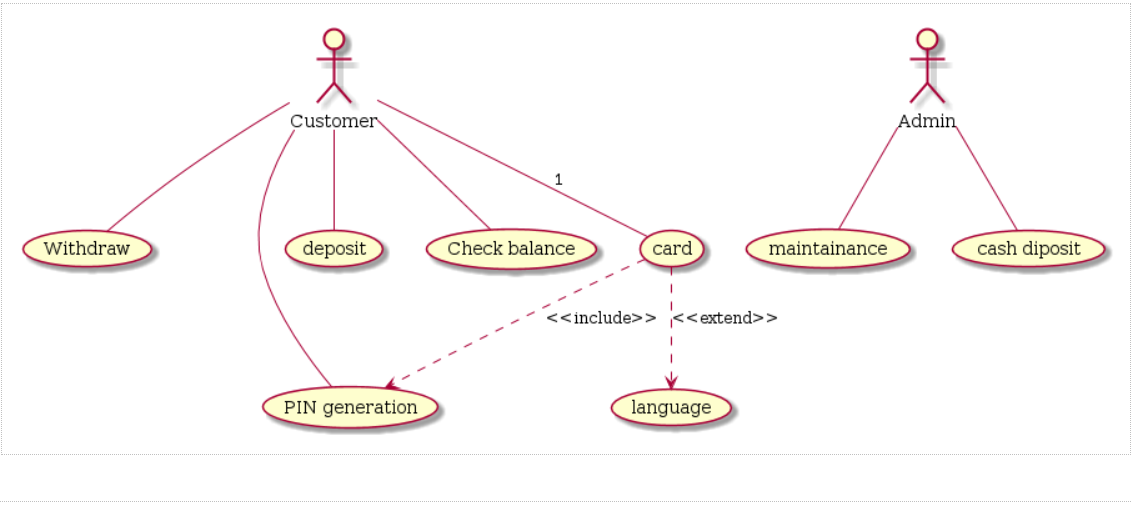 Customer
Admin
1
Withdraw
deposit
Check balance
card
maintainance
cash diposit
<<include>>
<<extend>>
PIN generation
language